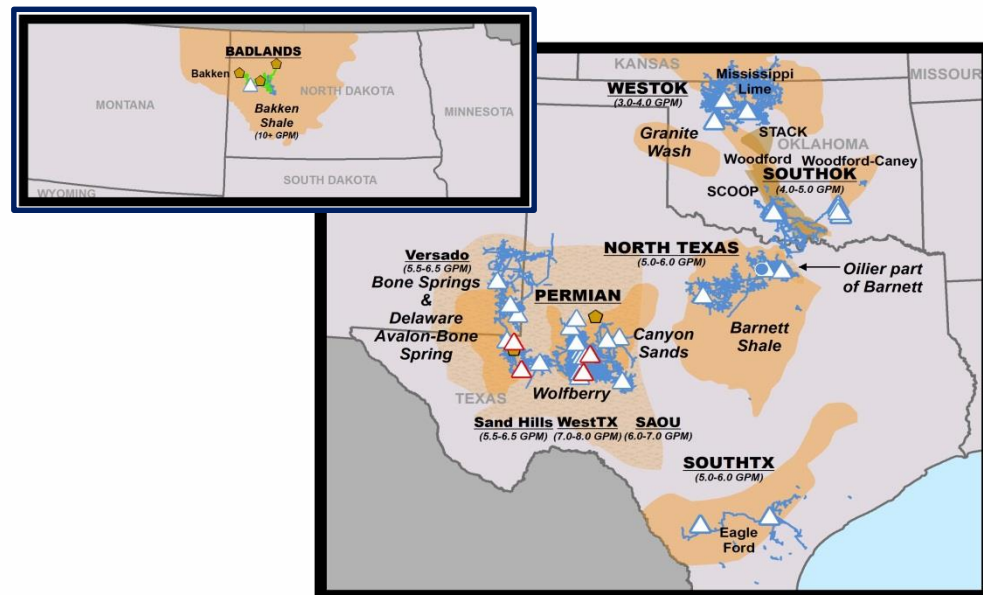 BADLANDS
Bakken
MONTANA
NORTH DAKOTA
Bakken
Shale
(10+ GPM)
MINNESOTA
SOUTH DAKOTA
WYOMING
KANSAS
MISSOUR
WESTOK
(3.0-4.0 GPM)
Mississippi
Lime
STACK
Granite
Wash
OKLAHOMA
Woodford
Woodford-Caney
SOUTHOK
(4.0-5.0 GPM)
SCOOP
Versado
(5.5-6.5 GPM)
Bone Springs
&
Delaware
Avalon-Bone
Spring
NORTH TEXAS
(5.0-6.0 GPM)
Oilier part
of Barnett
PERMIAN
Canyon
Sands
Barnett
Shale
TEXAS
Wolfberry
Sand Hills
(5.5-6.5 GPM)
WestTX
(7.0-8.0 GPM)
SAOU
(6.0-7.0 GPM)
SOUTHTX
(5.0-6.0 GPM)
Eagle
Ford